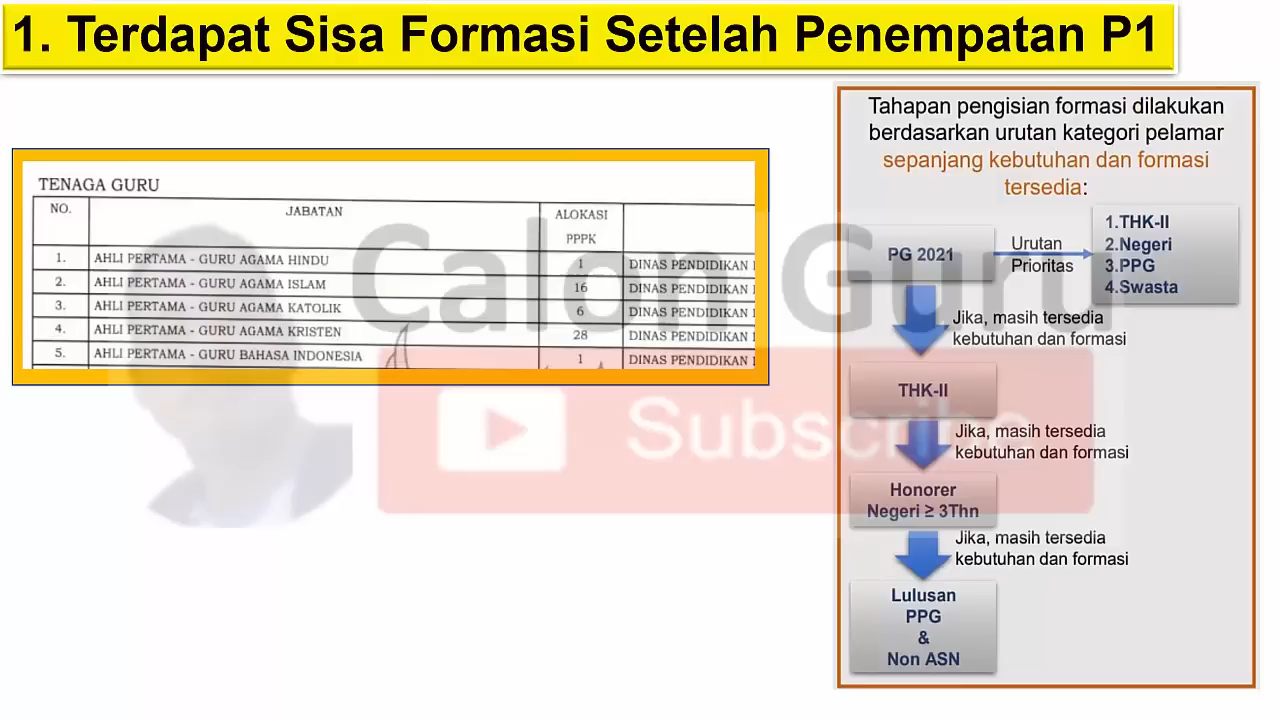 1. Terdapat Sisa Formasi Setelah Penempatan P1
TENAGA GURU
NO. JABATAN ALOKASI PPPK
1. AHLI PERTAMA - GURU AGAMA HINDU 1 DINAS PENDIDIKAN
2. AHLI PERTAMA - GURU AGAMA ISLAM 16 DINAS PENDIDIKAN
3. AHLI PERTAMA - GURU AGAMA KATOLIK 6 DINAS PENDIDIKAN
4. AHLI PERTAMA - GURU AGAMA KRISTEN 28 DINAS PENDIDIKAN
5. AHLI PERTAMA - GURU BAHASA INDONESIA 1 DINAS PENDIDIKAN
Calon Guru
Subscribe
Tahapan pengisian formasi dilakukan
berdasarkan urutan kategori pelamar
sepanjang kebutuhan dan formasi
tersedia:
PG 2021
Urutan
Prioritas
1.THK-II
2.Negeri
3.PPG
4.Swasta
Jika, masih tersedia
kebutuhan dan formasi
THK-II
Jika, masih tersedia
kebutuhan dan formasi
Honorer
Negeri ≥ 3Thn
Jika, masih tersedia
kebutuhan dan formasi
Lulusan
PPG
&
Non ASN